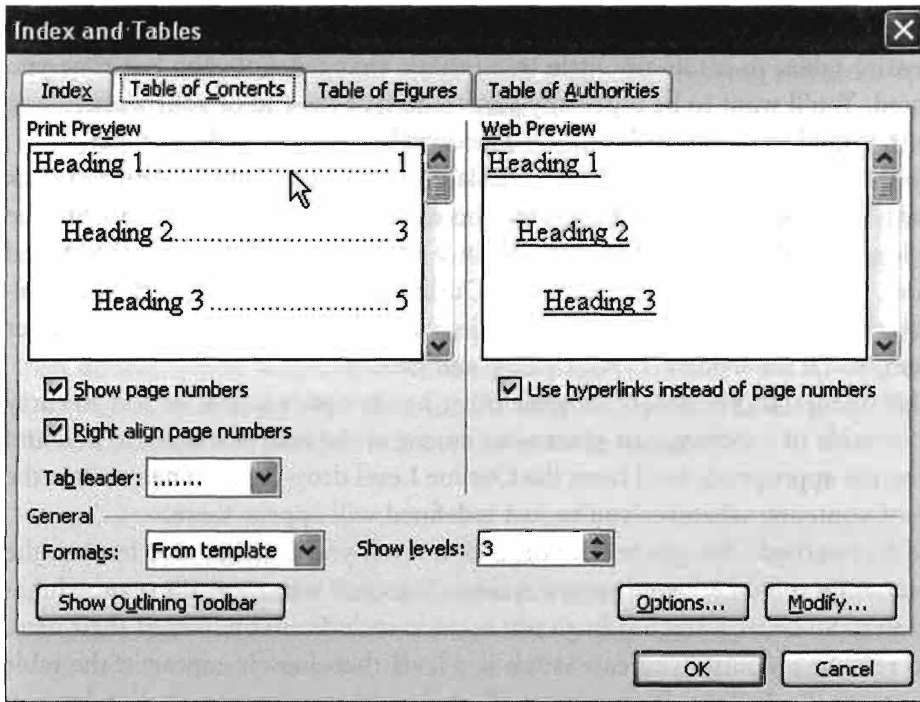 Index and Tables
Index
Table of Contents
Table of Figures
Table of Authorities
Print Preview
Heading 1.................................... 1
Heading 2................................ 3
Heading 3........................... 5
Web Preview
Heading 1
Heading 2
Heading 3
Show page numbers
Right align page numbers
Tab leader: .......
Use hyperlinks instead of page numbers
General
Formats: From template
Show levels: 3
Show Outlining Toolbar
Options...
Modify...
OK
Cancel